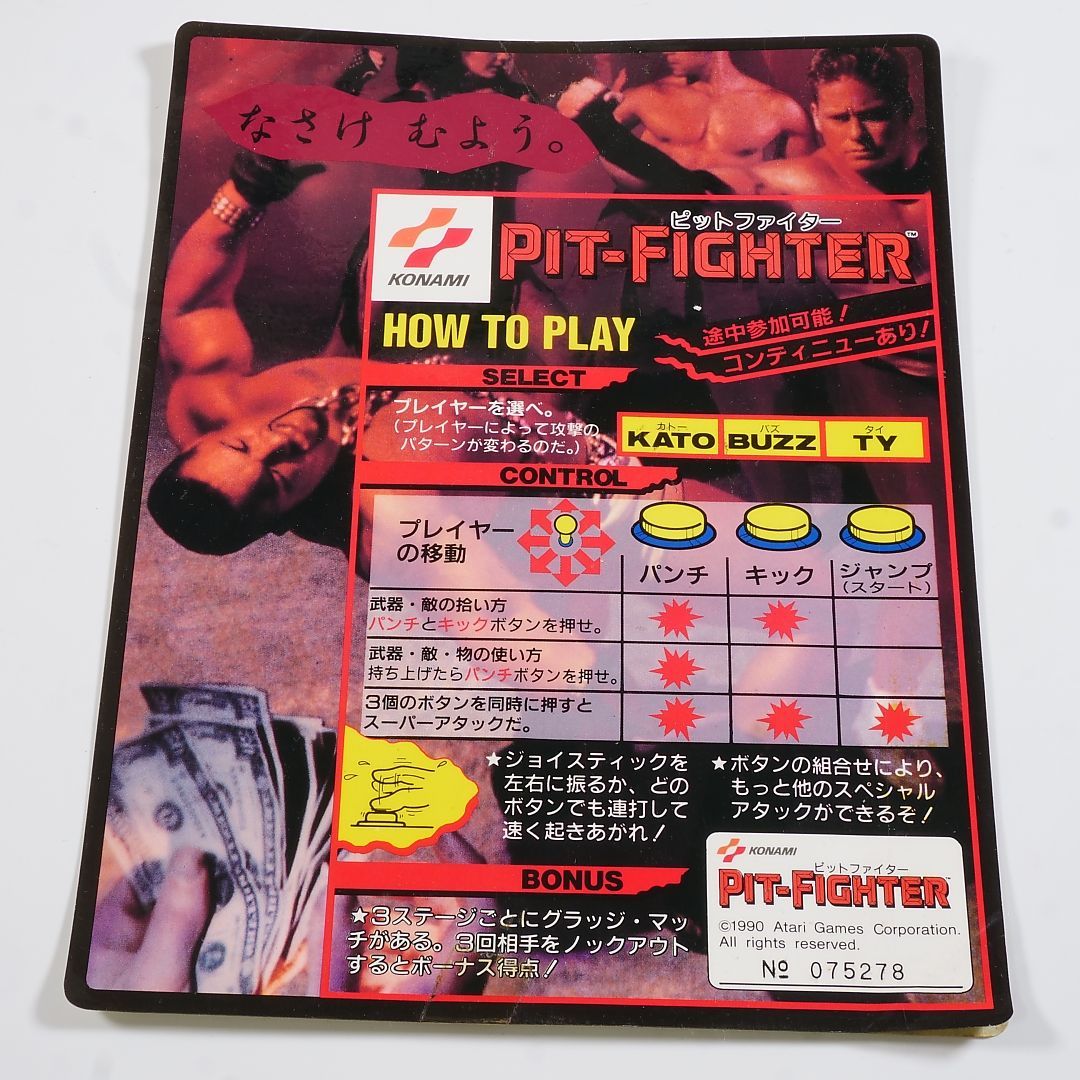 なさけ むよう。
KONAMI
ピットファイター
PIT-FIGHTER™
HOW TO PLAY
途中参加可能!
コンティニューあり!
SELECT
プレイヤーを選べ。
(プレイヤーによって攻撃の
パターンが変わるのだ。)
カトー
KATO
バズ
BUZZ
タイ
TY
CONTROL
プレイヤー
の移動
パンチ
キック
ジャンプ
(スタート)
武器・敵の拾い方
パンチとキックボタンを押せ。
武器・敵・物の使い方
持ち上げたらパンチボタンを押せ。
3個のボタンを同時に押すと
スーパーアタックだ。
★ジョイスティックを
左右に振るか、どの
ボタンでも連打して
速く起きあがれ!
★ボタンの組合せにより、
もっと他のスペシャル
アタックができるぞ!
BONUS
★3ステージごとにグラッジ・マッ
チがある。3回相手をノックアウト
するとボーナス得点!
KONAMI
ピットファイター
PIT-FIGHTER™
©1990 Atari Games Corporation.
All rights reserved.
№ 075278